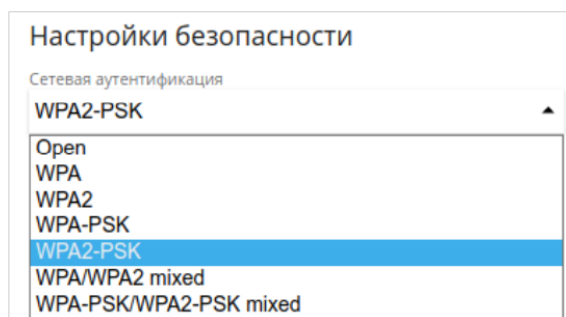 Настройки безопасности
Сетевая аутентификация
WPA2-PSK
Open
WPA
WPA2
WPA-PSK
WPA2-PSK
WPA/WPA2 mixed
WPA-PSK/WPA2-PSK mixed